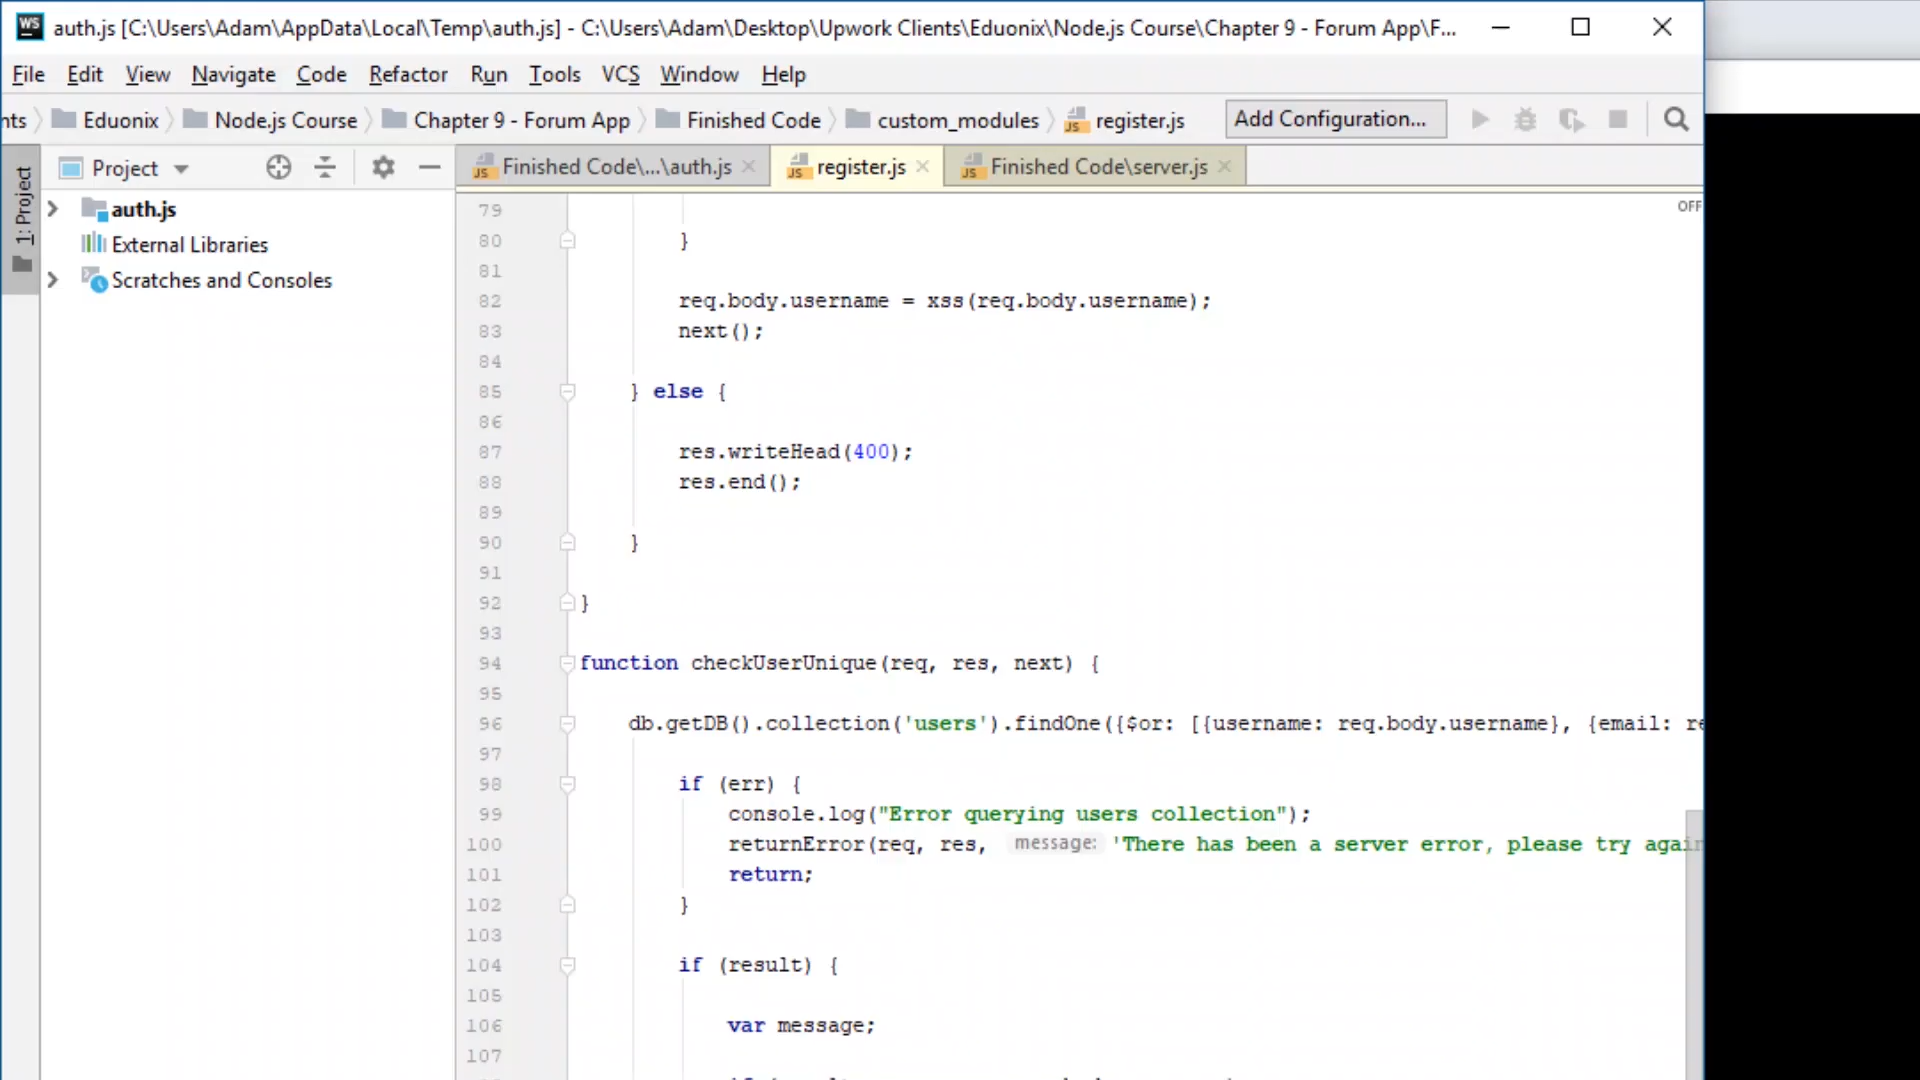 auth.js [C:\Users\Adam\AppData\Local\Temp\auth.js] - C:\Users\Adam\Desktop\Upwork Clients\Eduonix\Node.js Course\Chapter 9 - Forum App\F...
File Edit View Navigate Code Refactor Run Tools VCS Window Help
nts Eduonix Node.js Course Chapter 9 - Forum App Finished Code custom_modules register.js Add Configuration...
Project Finished Code\...\auth.js register.js Finished Code\server.js
1: Project
auth.js
External Libraries
Scratches and Consoles
OFF
79
80 }
81
82 req.body.username = xss(req.body.username);
83 next();
84
85 } else {
86
87 res.writeHead(400);
88 res.end();
89
90 }
91
92 }
93
94 function checkUserUnique(req, res, next) {
95
96 db.getDB().collection('users').findOne({$or: [{username: req.body.username}, {email: re
97
98 if (err) {
99 console.log("Error querying users collection");
100 returnError(req, res, message: 'There has been a server error, please try agai
101 return;
102 }
103
104 if (result) {
105
106 var message;
107